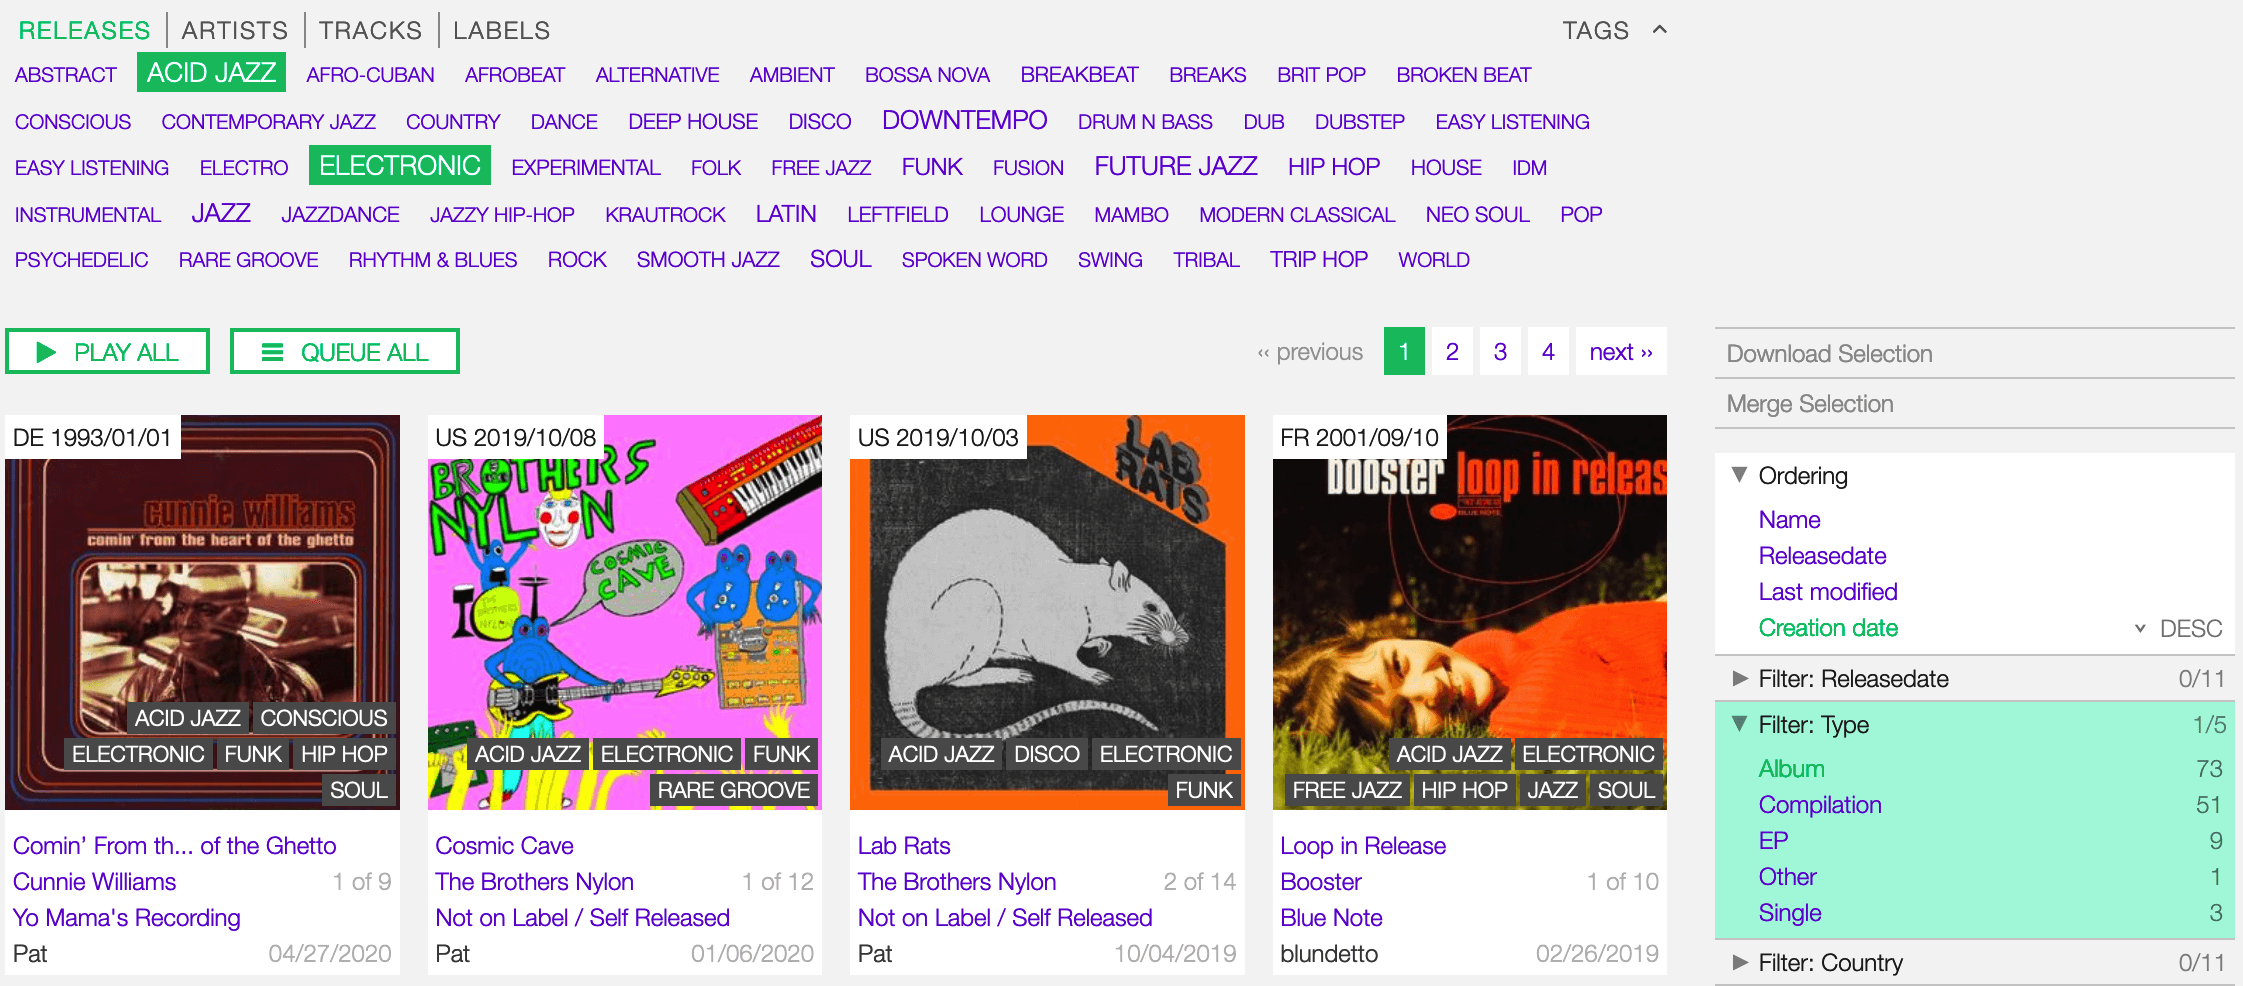 RELEASES ARTISTS TRACKS LABELS TAGS
ABSTRACT ACID JAZZ AFRO-CUBAN AFROBEAT ALTERNATIVE AMBIENT BOSSA NOVA BREAKBEAT BREAKS BRIT POP BROKEN BEAT
CONSCIOUS CONTEMPORARY JAZZ COUNTRY DANCE DEEP HOUSE DISCO DOWNTEMPO DRUM N BASS DUB DUBSTEP EASY LISTENING
EASY LISTENING ELECTRO ELECTRONIC EXPERIMENTAL FOLK FREE JAZZ FUNK FUSION FUTURE JAZZ HIP HOP HOUSE IDM
INSTRUMENTAL JAZZ JAZZDANCE JAZZY HIP-HOP KRAUTROCK LATIN LEFTFIELD LOUNGE MAMBO MODERN CLASSICAL NEO SOUL POP
PSYCHEDELIC RARE GROOVE RHYTHM & BLUES ROCK SMOOTH JAZZ SOUL SPOKEN WORD SWING TRIBAL TRIP HOP WORLD
PLAY ALL QUEUE ALL ‹‹ previous 1 2 3 4 next ››
DE 1993/01/01
cunnie williams
comin' from the heart of the ghetto
ACID JAZZ CONSCIOUS
ELECTRONIC FUNK HIP HOP
SOUL
Comin' From th... of the Ghetto
Cunnie Williams 1 of 9
Yo Mama's Recording
Pat 04/27/2020
US 2019/10/08
BROTHERS
NYLON
COSMIC
CAVE
ACID JAZZ ELECTRONIC FUNK
RARE GROOVE
Cosmic Cave
The Brothers Nylon 1 of 12
Not on Label / Self Released
Pat 01/06/2020
US 2019/10/03
LAB
RATS
ACID JAZZ DISCO ELECTRONIC
FUNK
Lab Rats
The Brothers Nylon 2 of 14
Not on Label / Self Released
Pat 10/04/2019
FR 2001/09/10
booster loop in releas
BLUE NOTE
ACID JAZZ ELECTRONIC
FREE JAZZ HIP HOP JAZZ SOUL
Loop in Release
Booster 1 of 10
Blue Note
blundetto 02/26/2019
Download Selection
Merge Selection
Ordering
Name
Releasedate
Last modified
Creation date DESC
Filter: Releasedate 0/11
Filter: Type 1/5
Album 73
Compilation 51
EP 9
Other 1
Single 3
Filter: Country 0/11